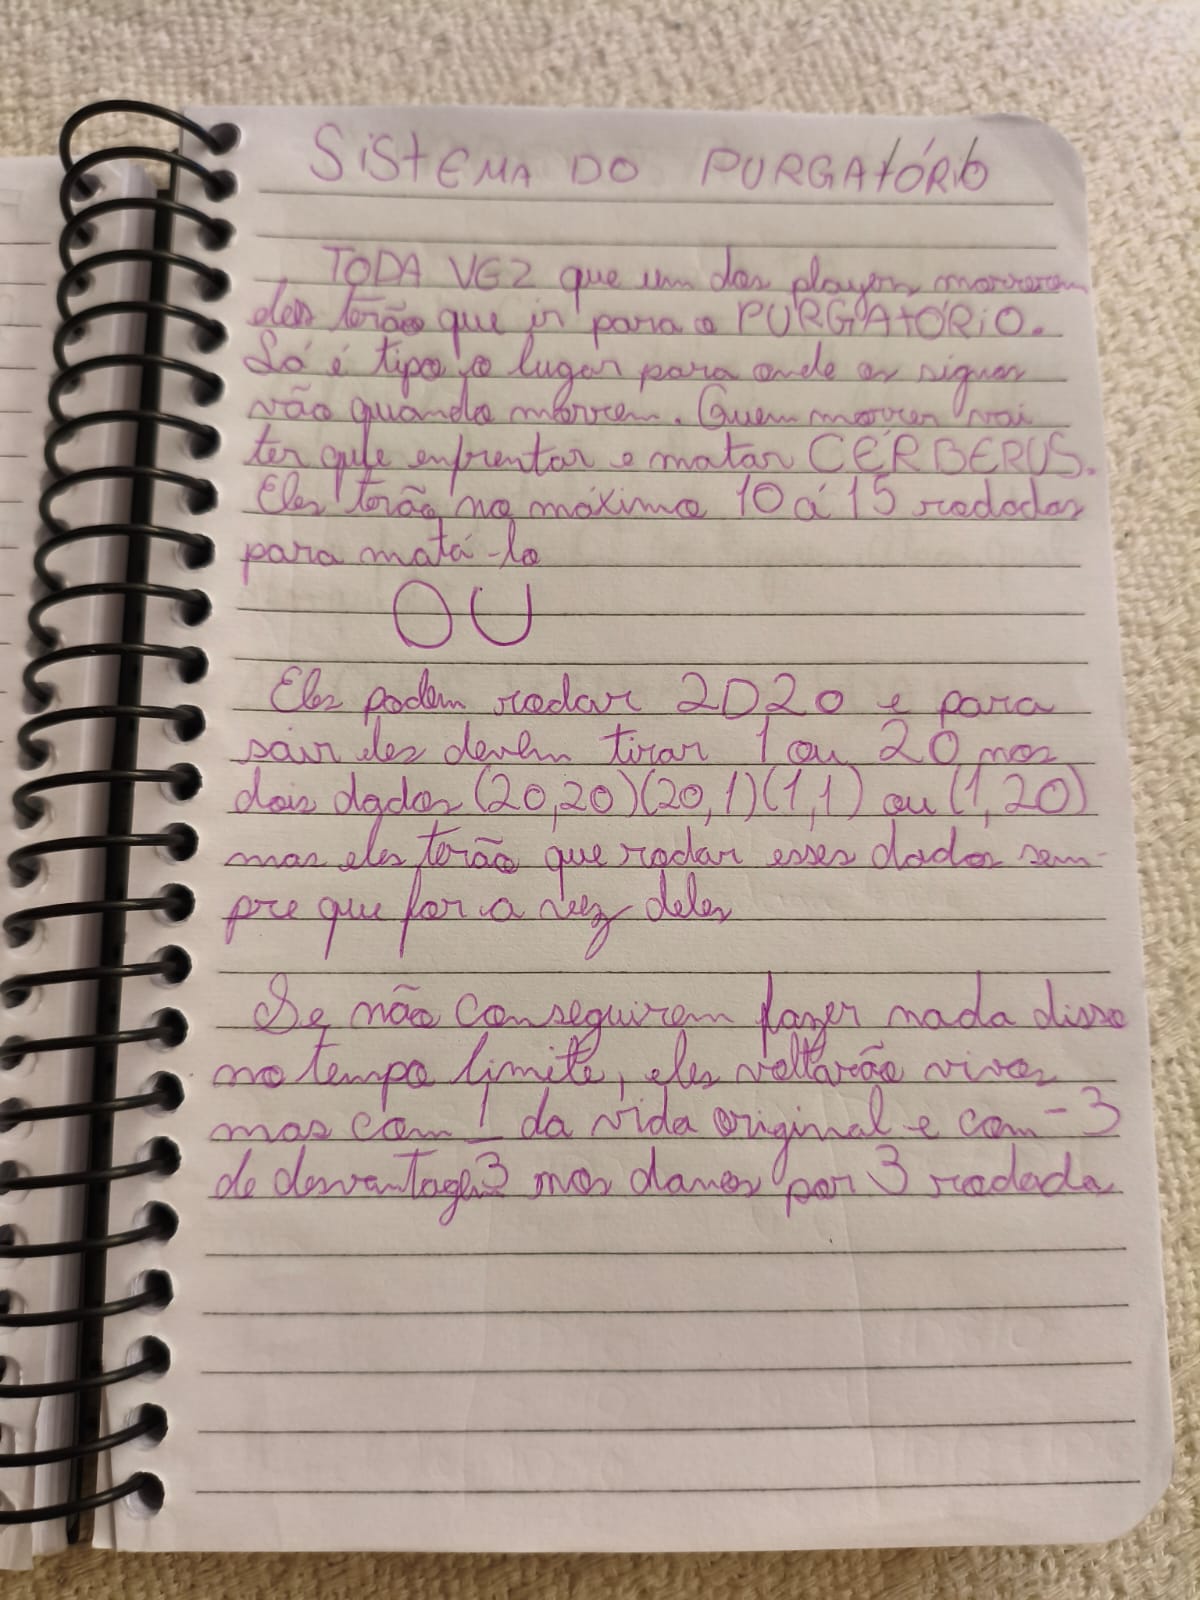 SiStEMA DO PURGAtÓRiO
TODA VEZ que um dos players morrerem
eles terão que ir para o PURGAtÓRiO.
Lá é tipo o lugar para onde os signos
vão quando morrem. Quem morrer vai
ter que enfrentar e matar CÉRBERUS.
Eles terão no máximo 10 á 15 rodadas
para matá-lo
OU
Eles podem rodar 2D20 e para
sair eles devem tirar 1 ou 20 nos
dois dados (20,20)(20,1)(1,1) ou (1,20)
mas eles terão que rodar esses dados sem-
pre que for a vez deles
Se não conseguirem fazer nada disso
no tempo limite, eles voltarão vivos
mas com 1/3 da vida original e com -3
de desvantagem nos danos por 3 rodada